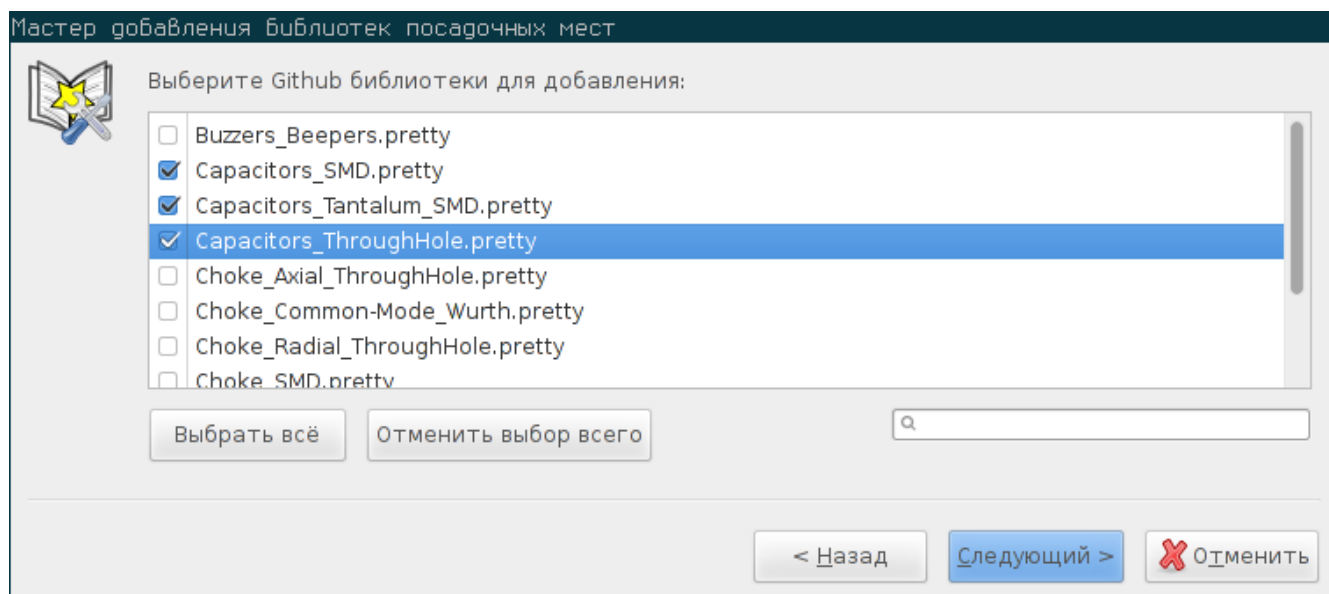 Мастер добавления библиотек посадочных мест
Выберите Github библиотеки для добавления:
Buzzers_Beepers.pretty
Capacitors_SMD.pretty
Capacitors_Tantalum_SMD.pretty
Capacitors_ThroughHole.pretty
Choke_Axial_ThroughHole.pretty
Choke_Common-Mode_Wurth.pretty
Choke_Radial_ThroughHole.pretty
Choke_SMD.pretty
Выбрать всё Отменить выбор всего
< Назад Следующий > Отменить